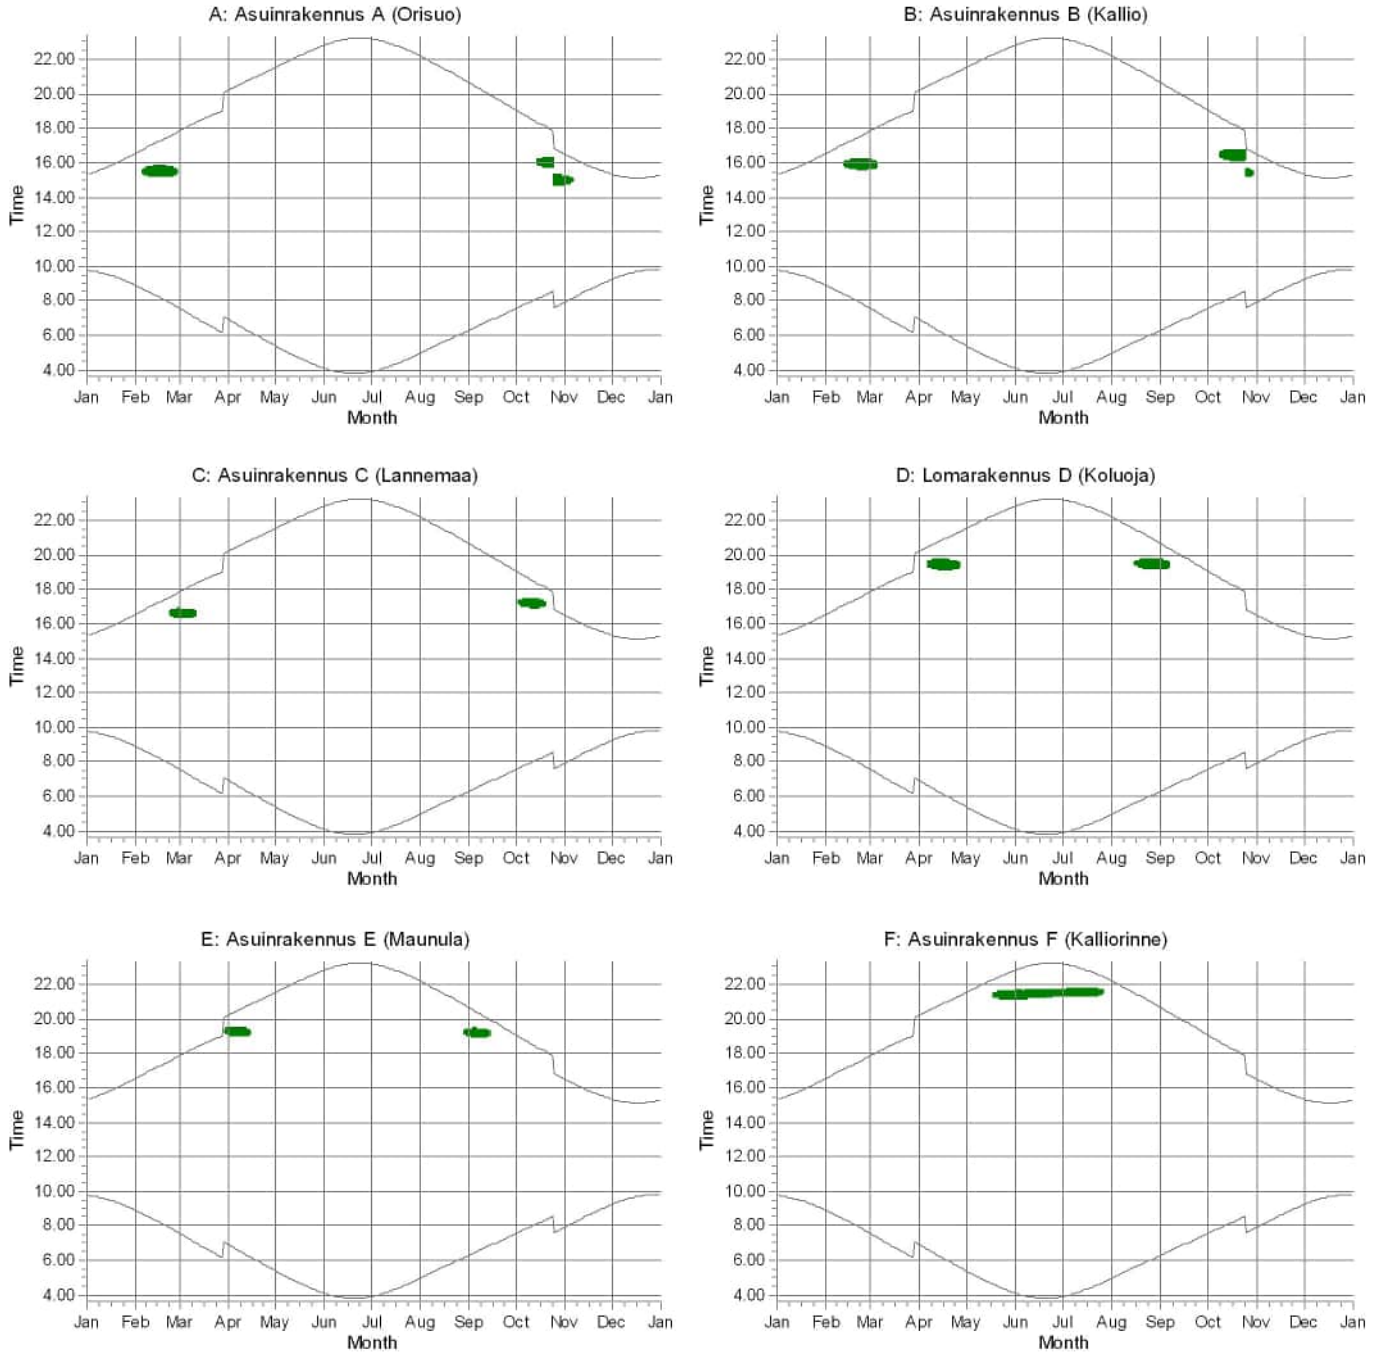 A: Asuinrakennus A (Orisuo)
22.00
20.00
18.00
16.00
14.00
12.00
10.00
8.00
6.00
4.00
Time
Jan Feb Mar Apr May Jun Jul Aug Sep Oct Nov Dec Jan
Month
B: Asuinrakennus B (Kallio)
22.00
20.00
18.00
16.00
14.00
12.00
10.00
8.00
6.00
4.00
Time
Jan Feb Mar Apr May Jun Jul Aug Sep Oct Nov Dec Jan
Month
C: Asuinrakennus C (Lannemaa)
22.00
20.00
18.00
16.00
14.00
12.00
10.00
8.00
6.00
4.00
Time
Jan Feb Mar Apr May Jun Jul Aug Sep Oct Nov Dec Jan
Month
D: Lomarakennus D (Koluoja)
22.00
20.00
18.00
16.00
14.00
12.00
10.00
8.00
6.00
4.00
Time
Jan Feb Mar Apr May Jun Jul Aug Sep Oct Nov Dec Jan
Month
E: Asuinrakennus E (Maunula)
22.00
20.00
18.00
16.00
14.00
12.00
10.00
8.00
6.00
4.00
Time
Jan Feb Mar Apr May Jun Jul Aug Sep Oct Nov Dec Jan
Month
F: Asuinrakennus F (Kalliorinne)
22.00
20.00
18.00
16.00
14.00
12.00
10.00
8.00
6.00
4.00
Time
Jan Feb Mar Apr May Jun Jul Aug Sep Oct Nov Dec Jan
Month